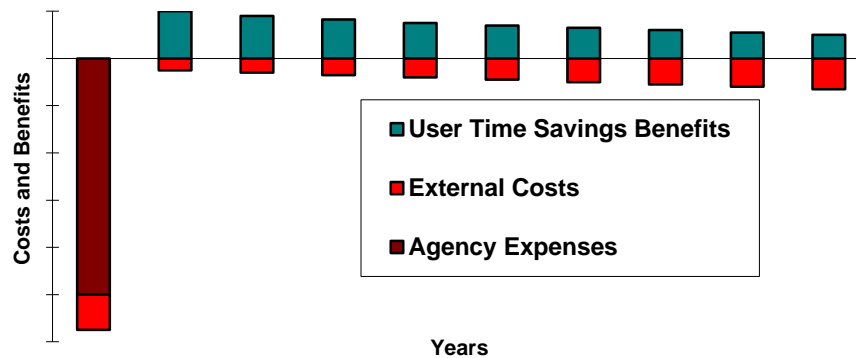 Costs and Benefits
User Time Savings Benefits
External Costs
Agency Expenses
Years